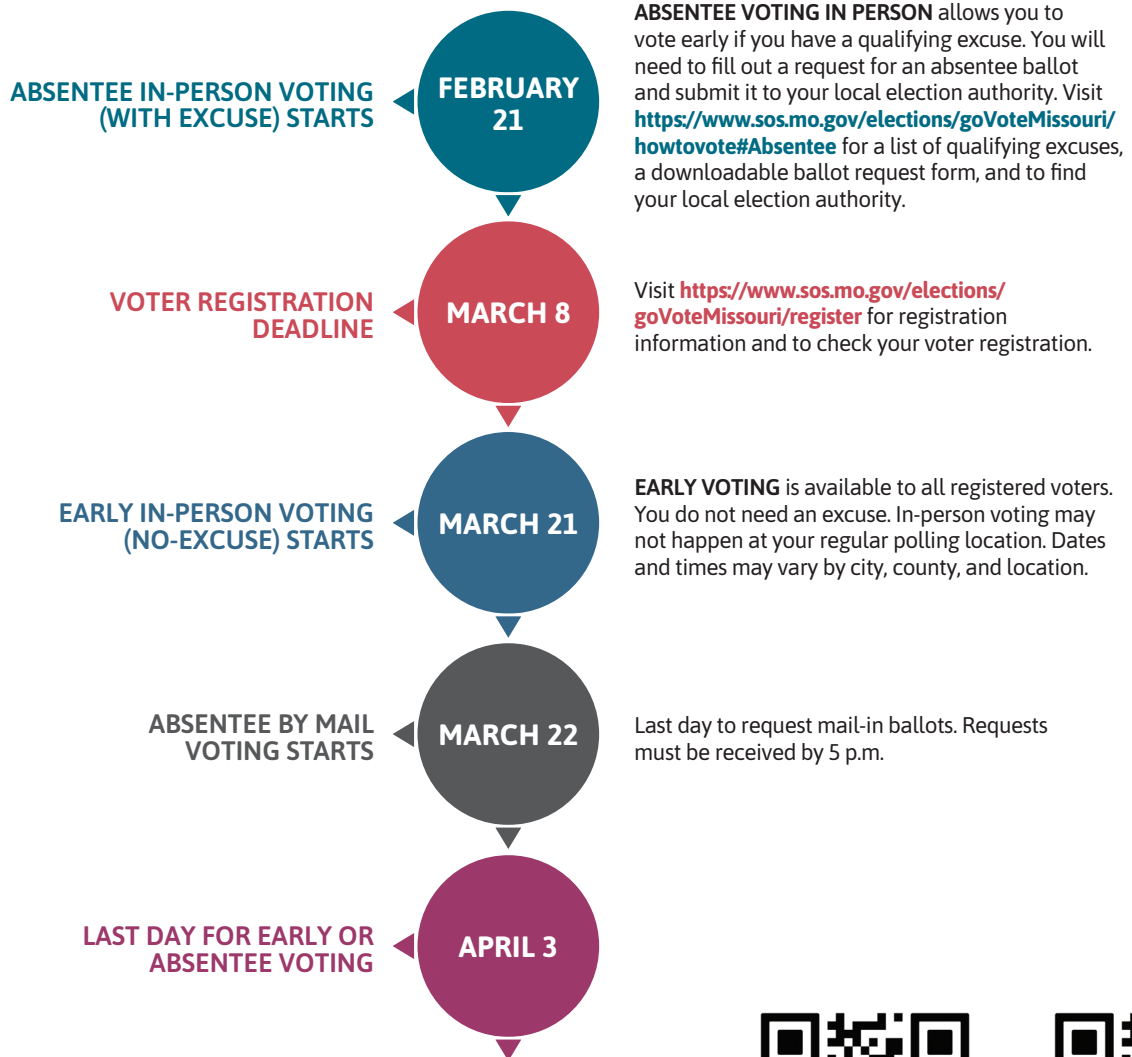 ABSENTEE IN-PERSON VOTING
(WITH EXCUSE) STARTS
FEBRUARY
21
ABSENTEE VOTING IN PERSON allows you to
vote early if you have a qualifying excuse. You will
need to fill out a request for an absentee ballot
and submit it to your local election authority. Visit
https://www.sos.mo.gov/elections/goVoteMissouri/
howtovote#Absentee for a list of qualifying excuses,
a downloadable ballot request form, and to find
your local election authority.
VOTER REGISTRATION
DEADLINE
MARCH 8
Visit https://www.sos.mo.gov/elections/
goVoteMissouri/register for registration
information and to check your voter registration.
EARLY IN-PERSON VOTING
(NO-EXCUSE) STARTS
MARCH 21
EARLY VOTING is available to all registered voters.
You do not need an excuse. In-person voting may
not happen at your regular polling location. Dates
and times may vary by city, county, and location.
ABSENTEE BY MAIL
VOTING STARTS
MARCH 22
Last day to request mail-in ballots. Requests
must be received by 5 p.m.
LAST DAY FOR EARLY OR
ABSENTEE VOTING
APRIL 3